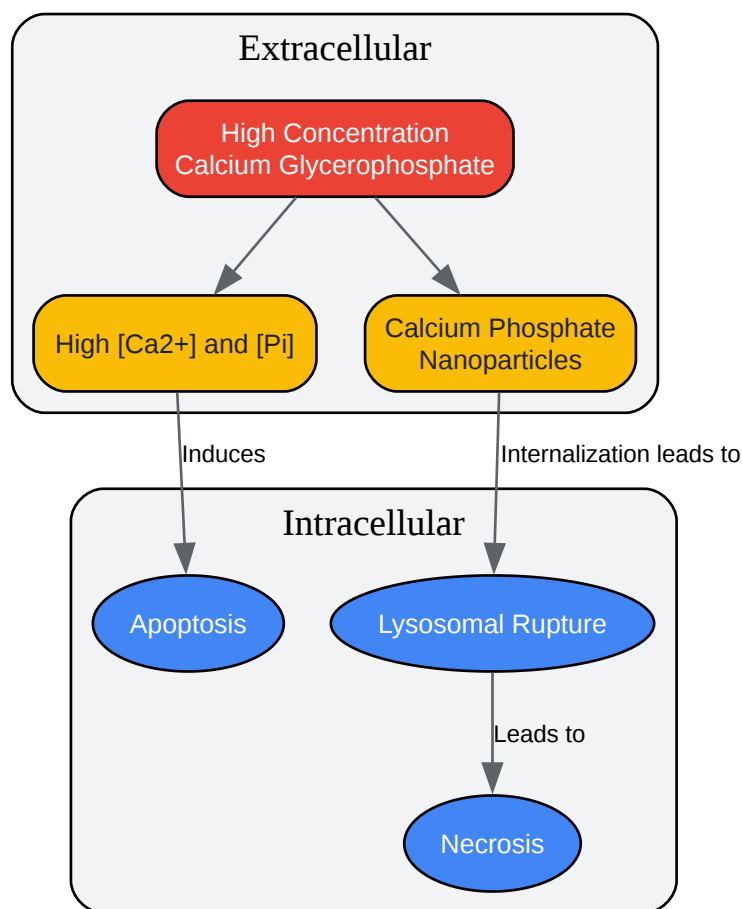 Extracellular
High Concentration
Calcium Glycerophosphate
High [Ca2+] and [Pi]
Calcium Phosphate
Nanoparticles
Induces
Internalization leads to
Intracellular
Apoptosis
Lysosomal Rupture
Leads to
Necrosis